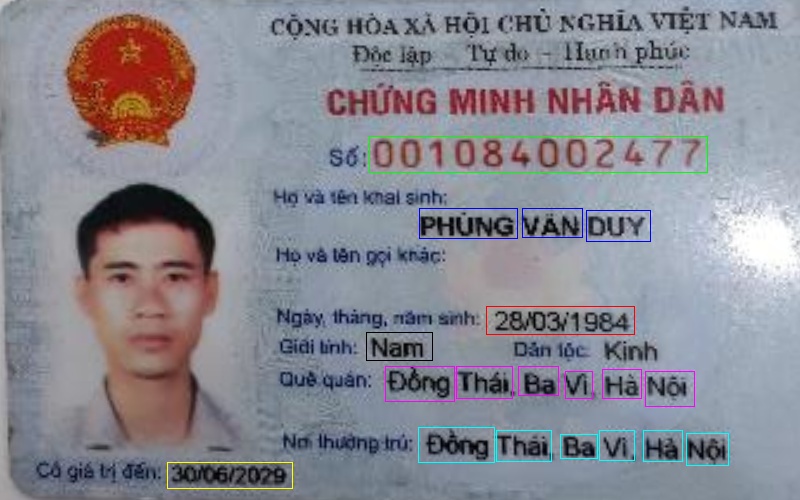 CỘNG HÒA XÃ HỘI CHỦ NGHĨA VIỆT NAM
Độc lập - Tự do - Hạnh phúc
CHỨNG MINH NHÂN DÂN
Số: 001084002477
Họ và tên khai sinh:
PHÙNG VĂN DUY
Họ và tên gọi khác:
Ngày, tháng, năm sinh: 28/03/1984
Giới tính: Nam Dân tộc: Kinh
Quê quán: Đồng Thái, Ba Vì, Hà Nội
Nơi thường trú: Đồng Thái, Ba Vì, Hà Nội
Có giá trị đến: 30/06/2029